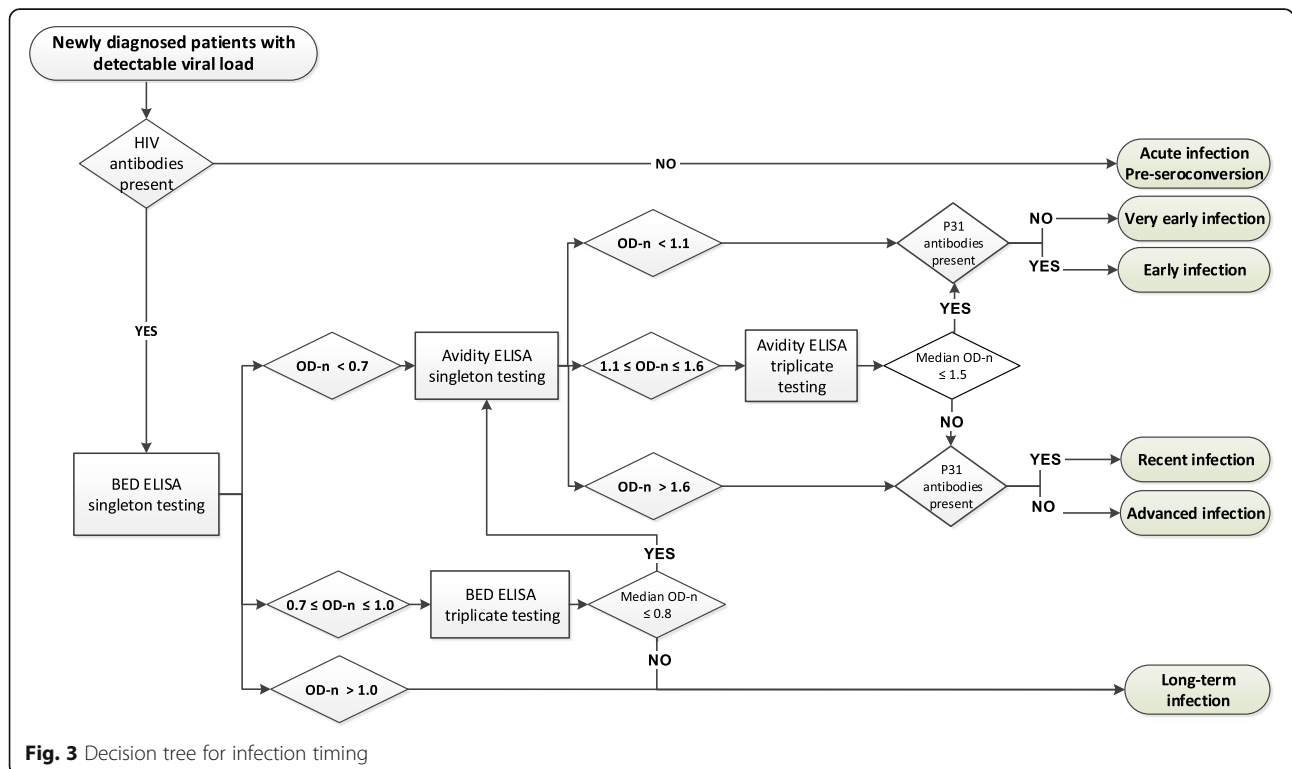 Newly diagnosed patients with
detectable viral load
HIV
antibodies
present
NO
Acute infection
Pre-seroconversion
YES
OD-n < 1.1
P31
antibodies
present
NO
Very early infection
YES
Early infection
OD-n < 0.7
Avidity ELISA
singleton testing
1.1 ≤ OD-n ≤ 1.6
Avidity ELISA
triplicate
testing
Median OD-n
≤ 1.5
YES
NO
OD-n > 1.6
P31
antibodies
present
YES
Recent infection
NO
Advanced infection
BED ELISA
singleton testing
0.7 ≤ OD-n ≤ 1.0
BED ELISA
triplicate testing
Median OD-n
≤ 0.8
YES
NO
OD-n > 1.0
Long-term
infection
Fig. 3 Decision tree for infection timing